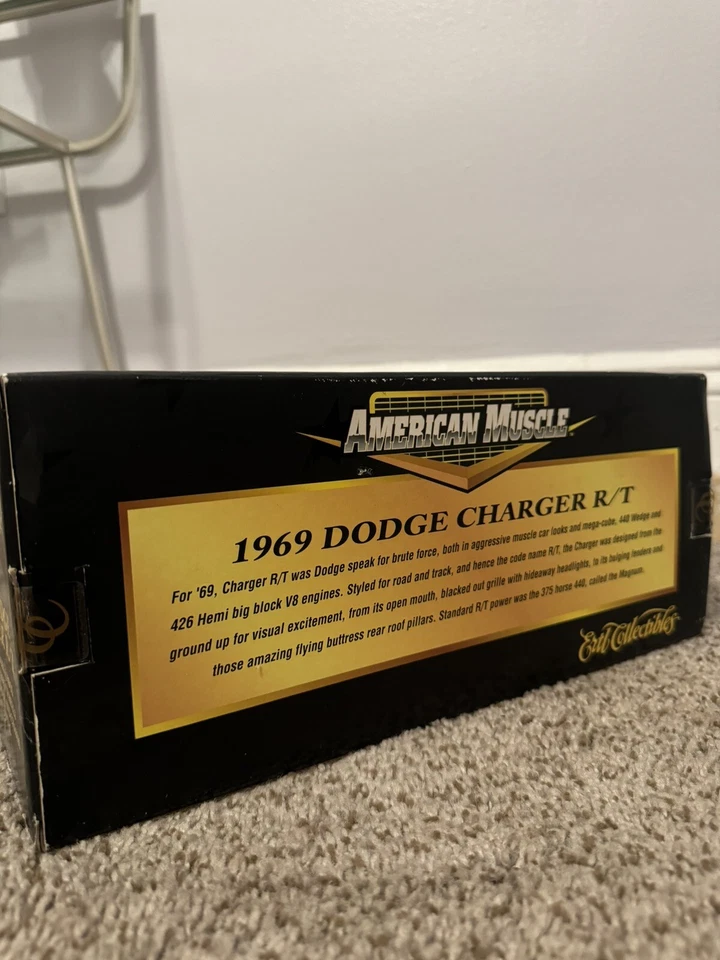 AMERICAN MUSCLE
1969 DODGE CHARGER R/T
For '69, Charger R/T was Dodge speak for brute force, both in aggressive muscle car looks and mega-cube, 440 Wedge and
426 Hemi big block V8 engines. Styled for road and track, and hence the code name R/T, the Charger was designed from the
ground up for visual excitement, from its open mouth, blacked out grille with hideaway headlights, to its bulging fenders and
those amazing flying buttress rear roof pillars. Standard R/T power was the 375 horse 440, called the Magnum.
Ertl Collectibles